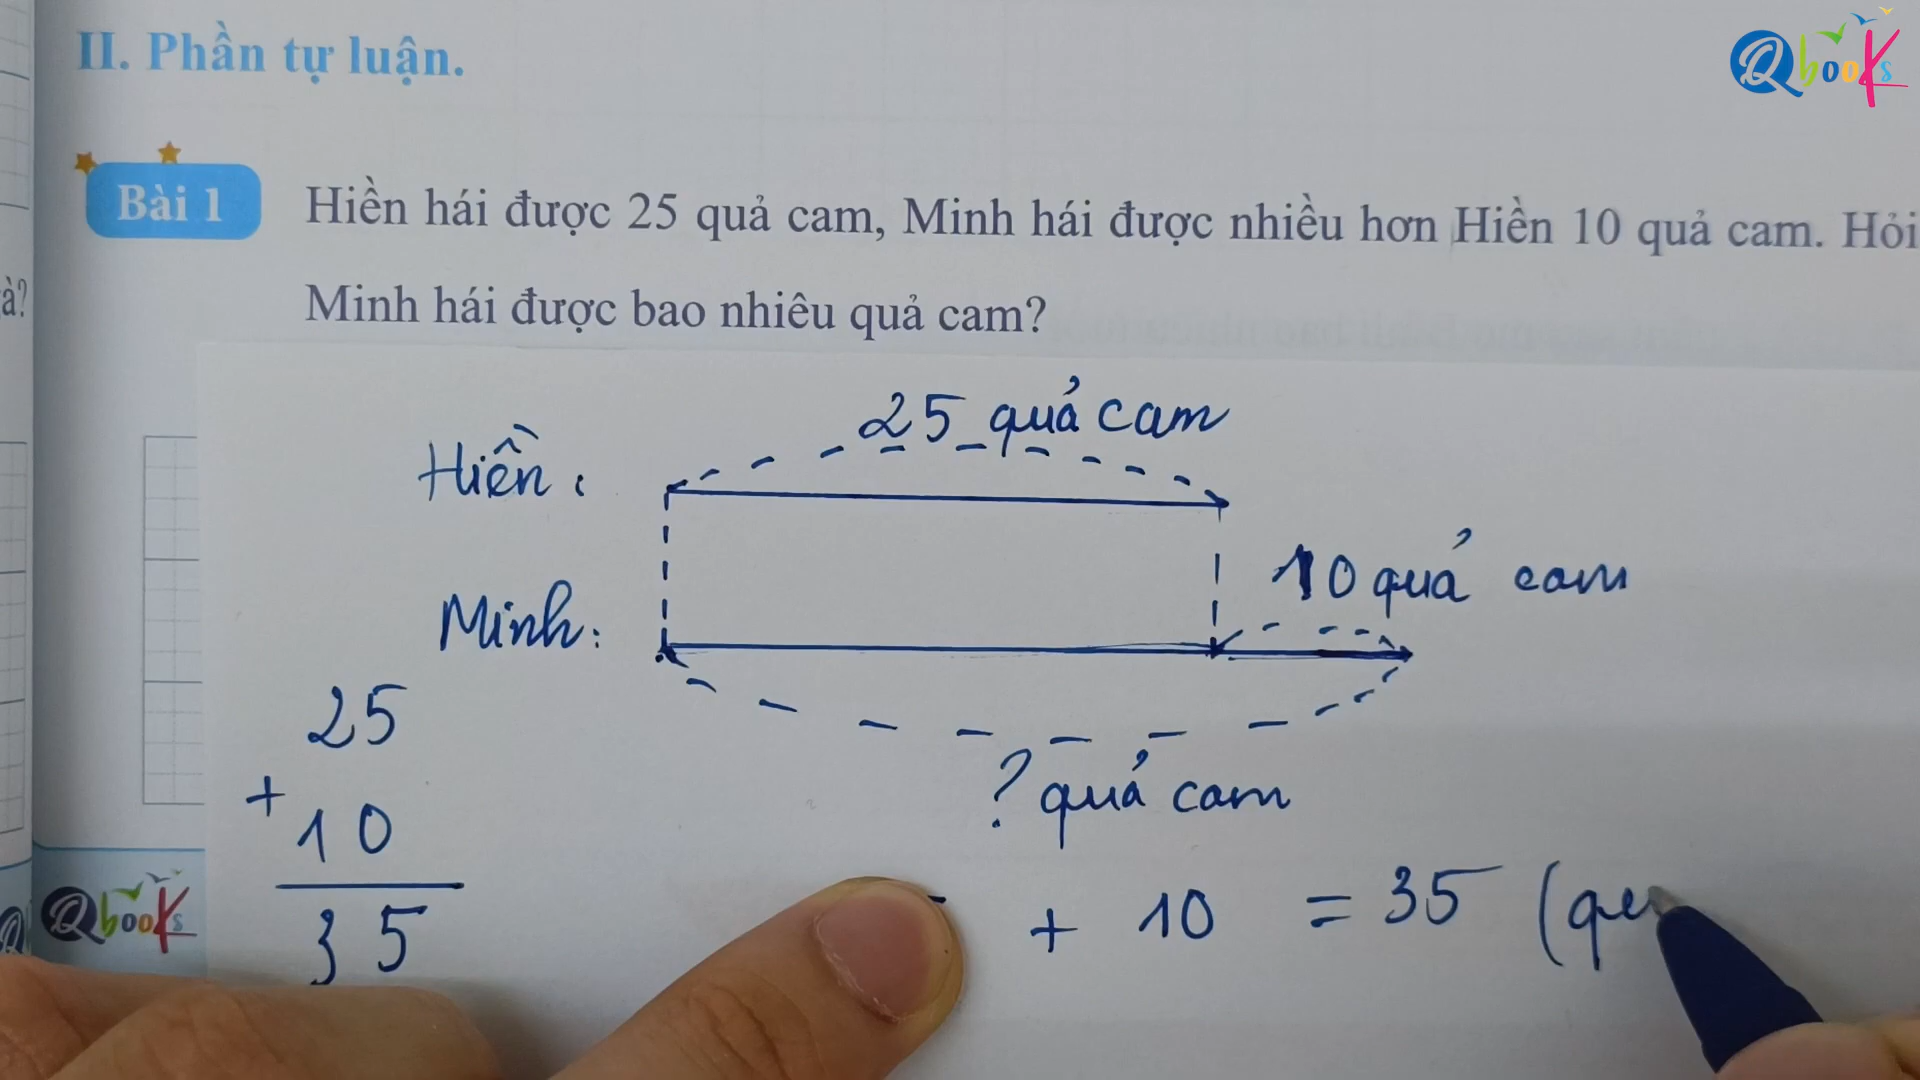 II. Phần tự luận.
Qbooks
Bài 1 Hiền hái được 25 quả cam, Minh hái được nhiều hơn Hiền 10 quả cam. Hỏi
Minh hái được bao nhiêu quả cam?
à?
25 quả cam
Hiền:
10 quả cam
Minh:
? quả cam
25
+
10
35
+ 10 = 35 (qu
Qbooks